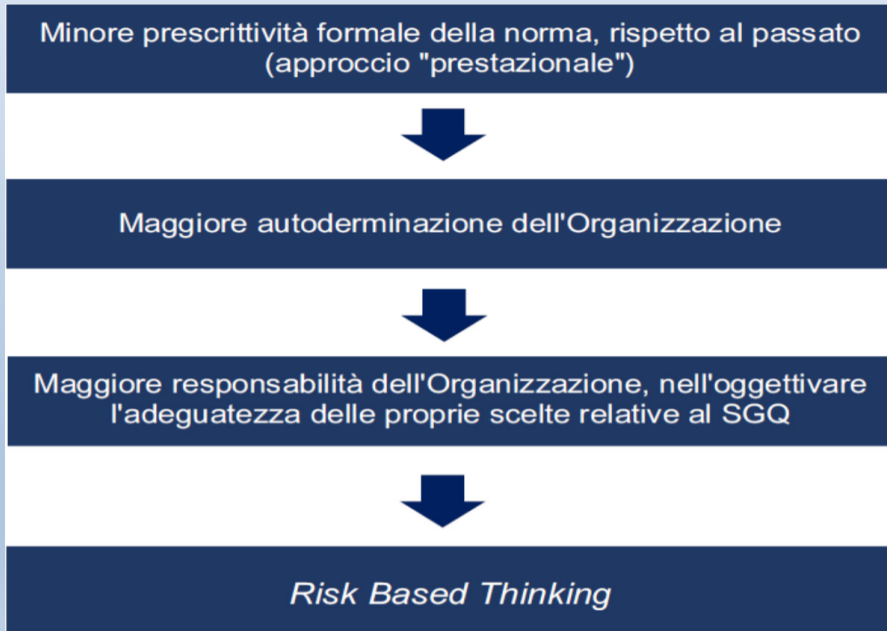 Minore prescrittività formale della norma, rispetto al passato
(approccio "prestazionale")
Maggiore autoderminazione dell'Organizzazione
Maggiore responsabilità dell'Organizzazione, nell'oggettivare
l'adeguatezza delle proprie scelte relative al SGQ
Risk Based Thinking